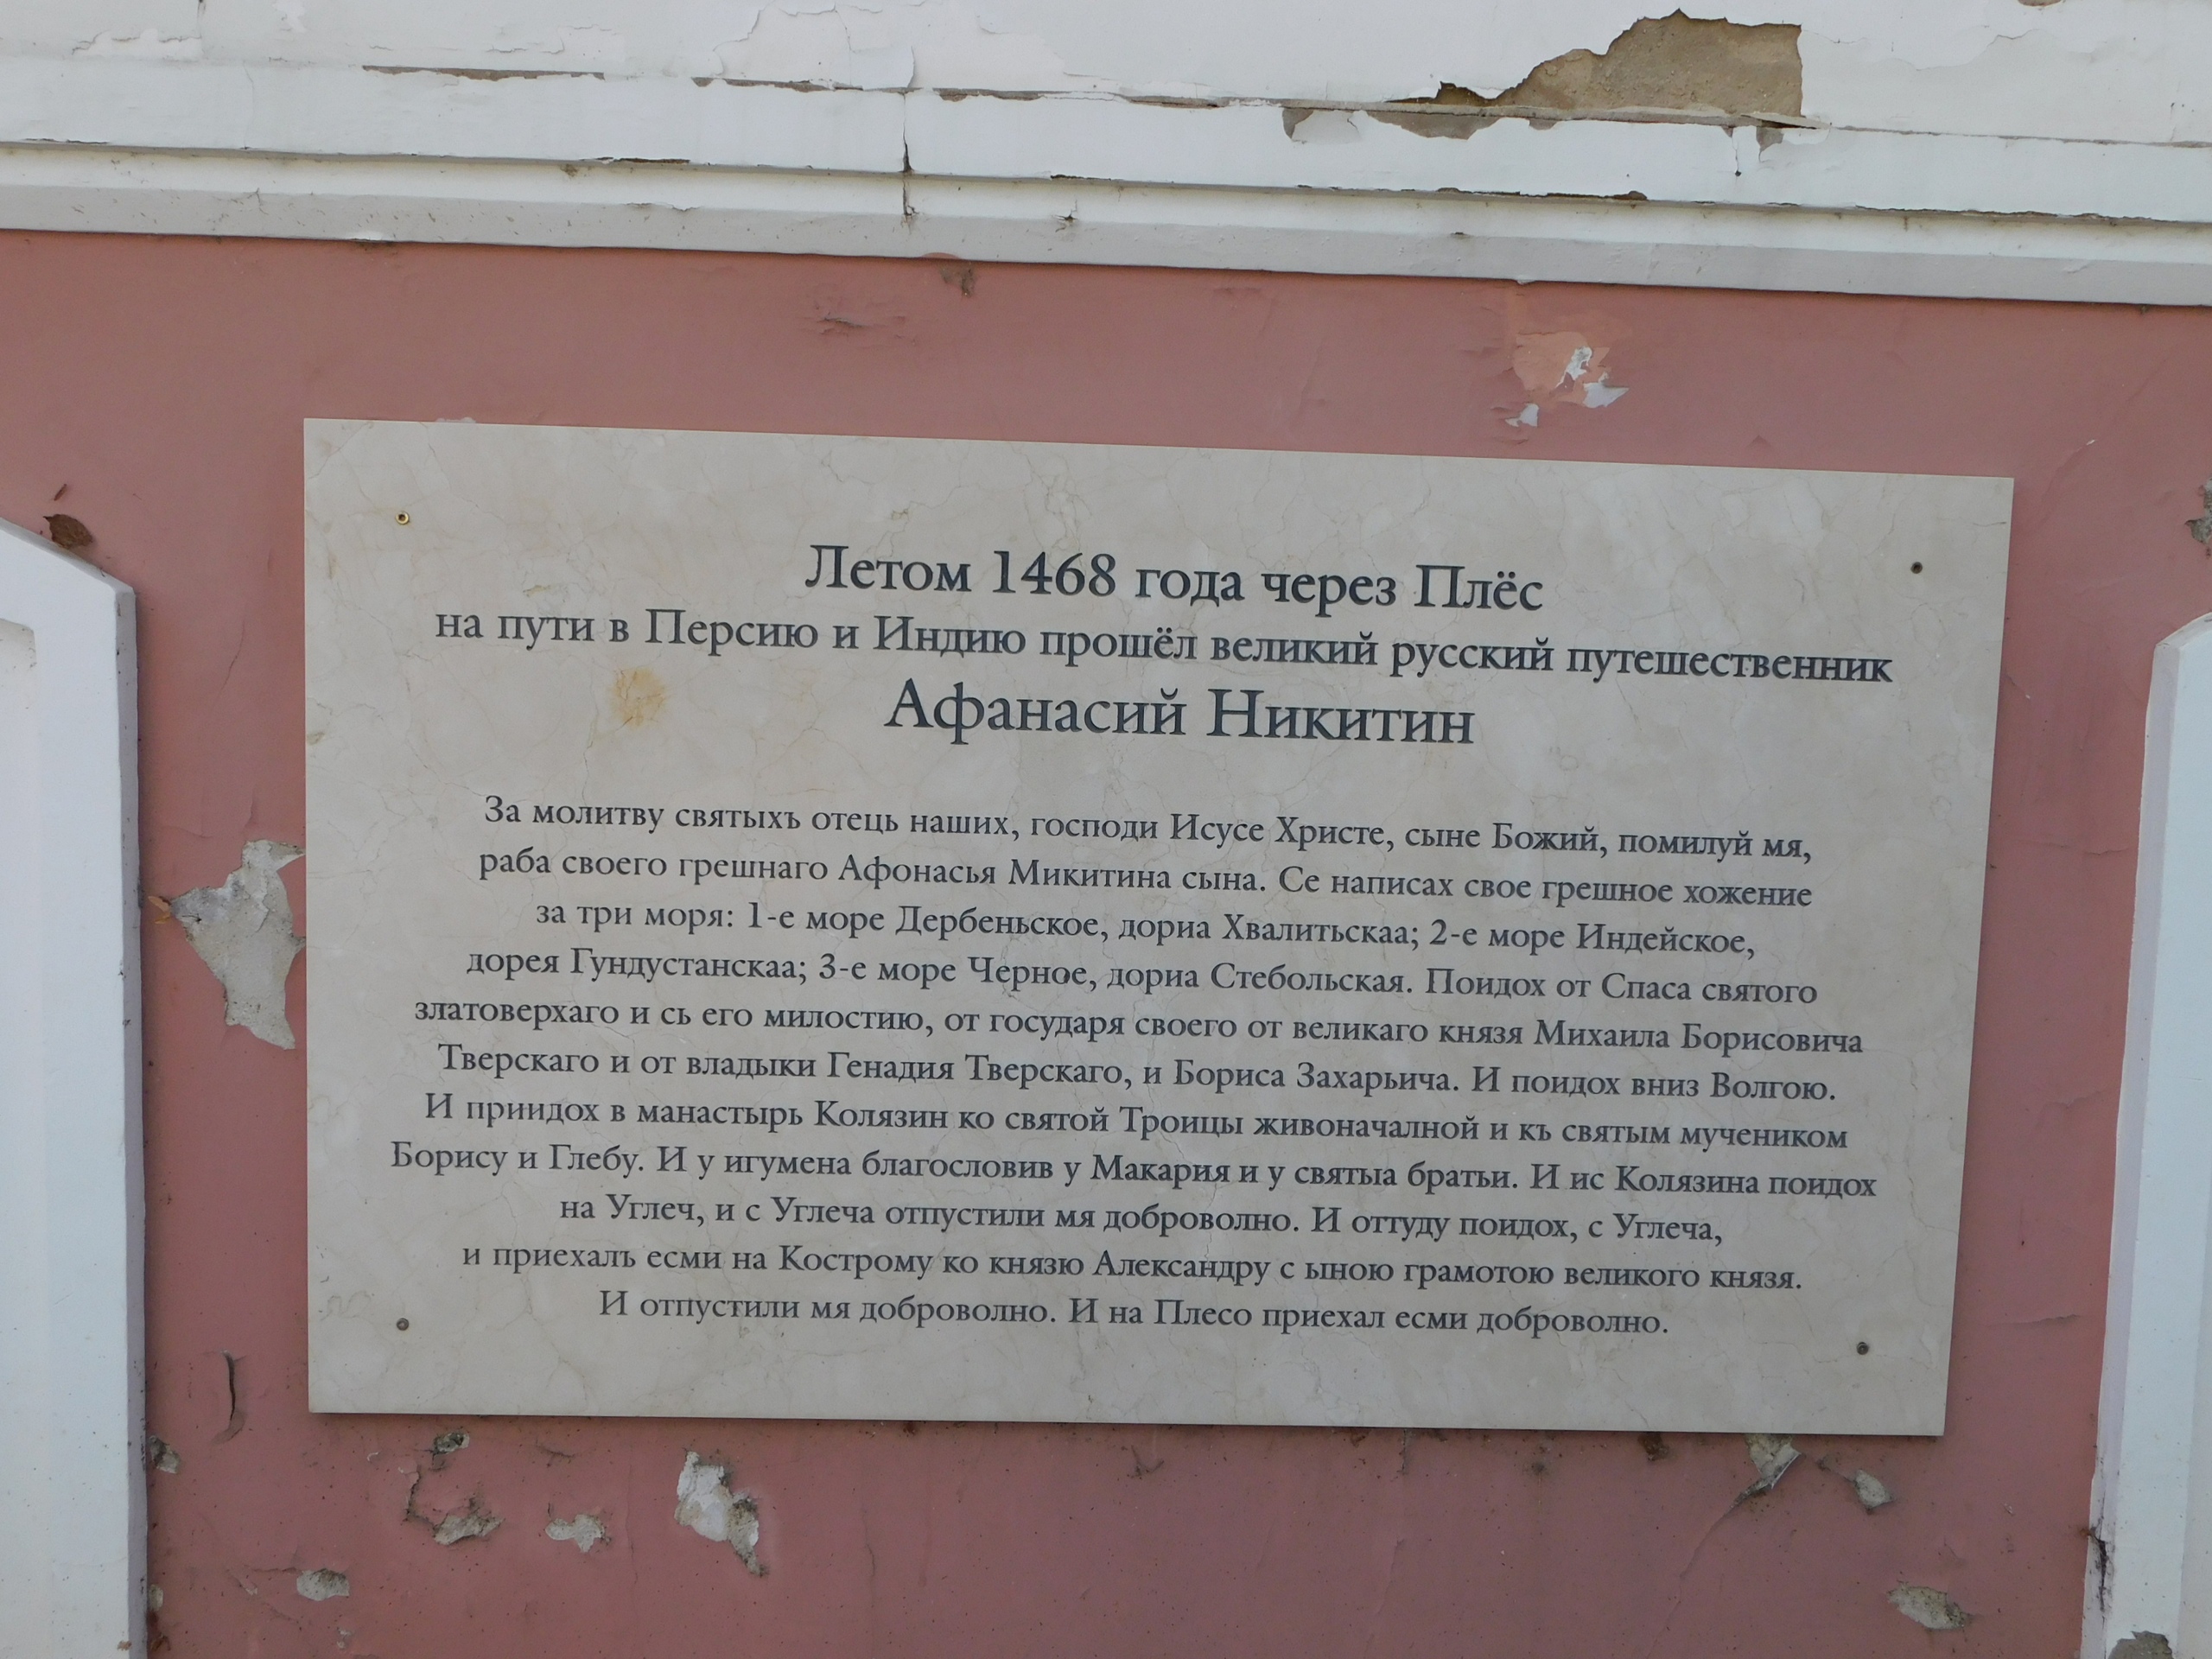 Летом 1468 года через Плёс
на пути в Персию и Индию прошёл великий русский путешественник
Афанасий Никитин
За молитву святыхъ отець наших, господи Исусе Христе, сыне Божий, помилуй мя,
раба своего грешнаго Афонасья Микитина сына. Се написах свое грешное хожение
за три моря: 1-е море Дербеньское, дориа Хвалитьскаа; 2-е море Индейское,
дорея Гундустанскаа; 3-е море Черное, дориа Стебольская. Поидох от Спаса святого
златоверхаго и сь его милостию, от государя своего от великаго князя Михаила Борисовича
Тверскаго и от владыки Генадия Тверскаго, и Бориса Захарьича. И поидох вниз Волгою.
И приидох в манастырь Колязин ко святой Троицы живоначалной и къ святым мучеником
Борису и Глебу. И у игумена благословив у Макария и у святыа братьи. И ис Колязина поидох
на Углеч, и с Углеча отпустили мя доброволно. И оттуду поидох, с Углеча,
и приехалъ есми на Кострому ко князю Александру с ыною грамотою великого князя.
И отпустили мя доброволно. И на Плесо приехал есми доброволно.